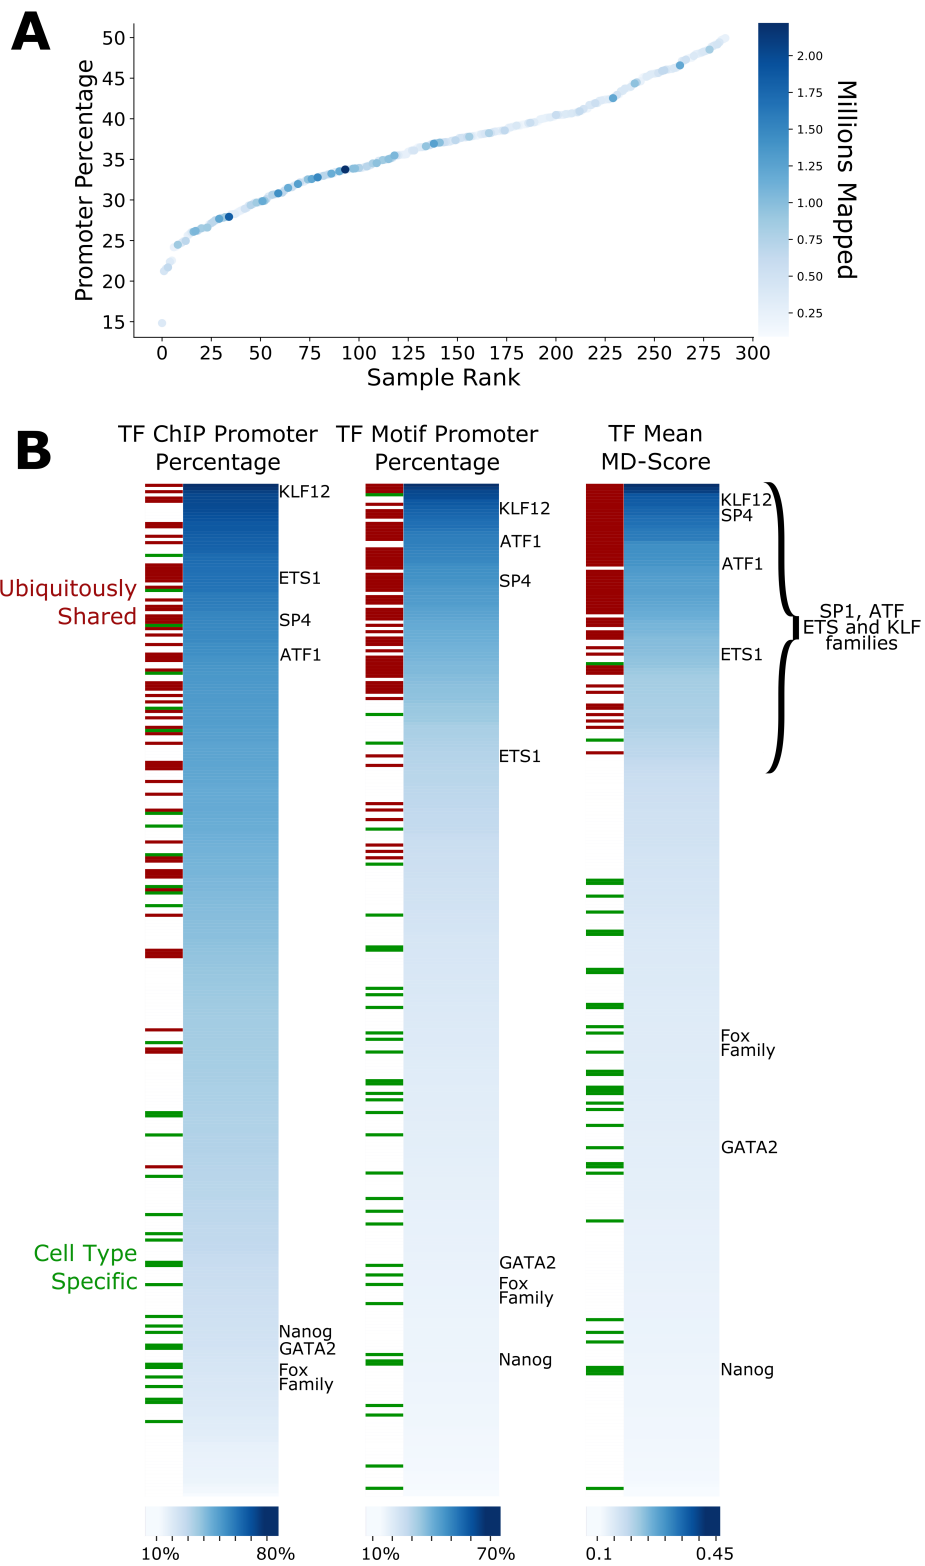 A
Promoter Percentage
50
45
40
35
30
25
20
15
0 25 50 75 100 125 150 175 200 225 250 275 300
Sample Rank
2.00
1.75
1.50
1.25
1.00
0.75
0.50
0.25
Millions Mapped
B
TF ChIP Promoter
Percentage
TF Motif Promoter
Percentage
TF Mean
MD-Score
Ubiquitously
Shared
Cell Type
Specific
KLF12
ETS1
SP4
ATF1
Nanog
GATA2
Fox
Family
KLF12
ATF1
SP4
ETS1
GATA2
Fox
Family
Nanog
KLF12
SP4
ATF1
ETS1
Fox
Family
GATA2
Nanog
SP1, ATF
ETS and KLF
families
10% 80%
10% 70%
0.1 0.45